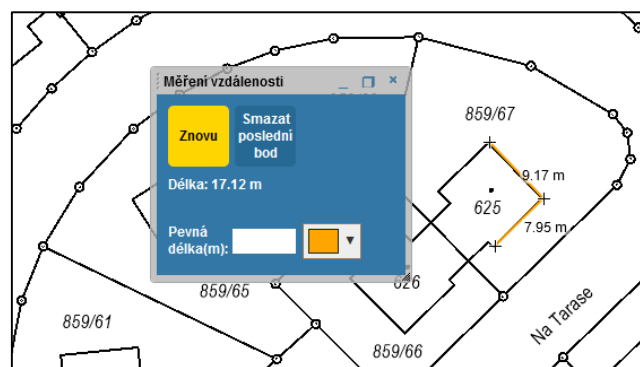 Měření vzdálenosti
Znovu
Smazat
poslední
bod
Délka: 17.12 m
Pevná
délka(m):
859/67
9.17 m
625
7.95 m
626
859/65
859/61
859/66
Na Tarase